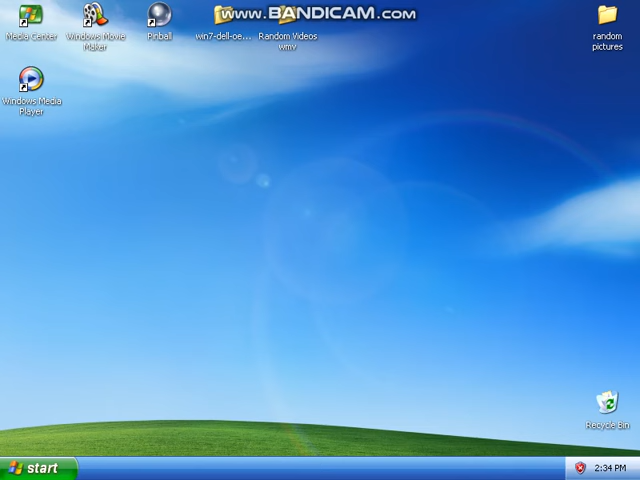 www.BANDICAM.com
Media Center
Windows Movie
Maker
Pinball
win7-dell-oe...
Random Videos
wmv
random
pictures
Windows Media
Player
Recycle Bin
start
2:34 PM